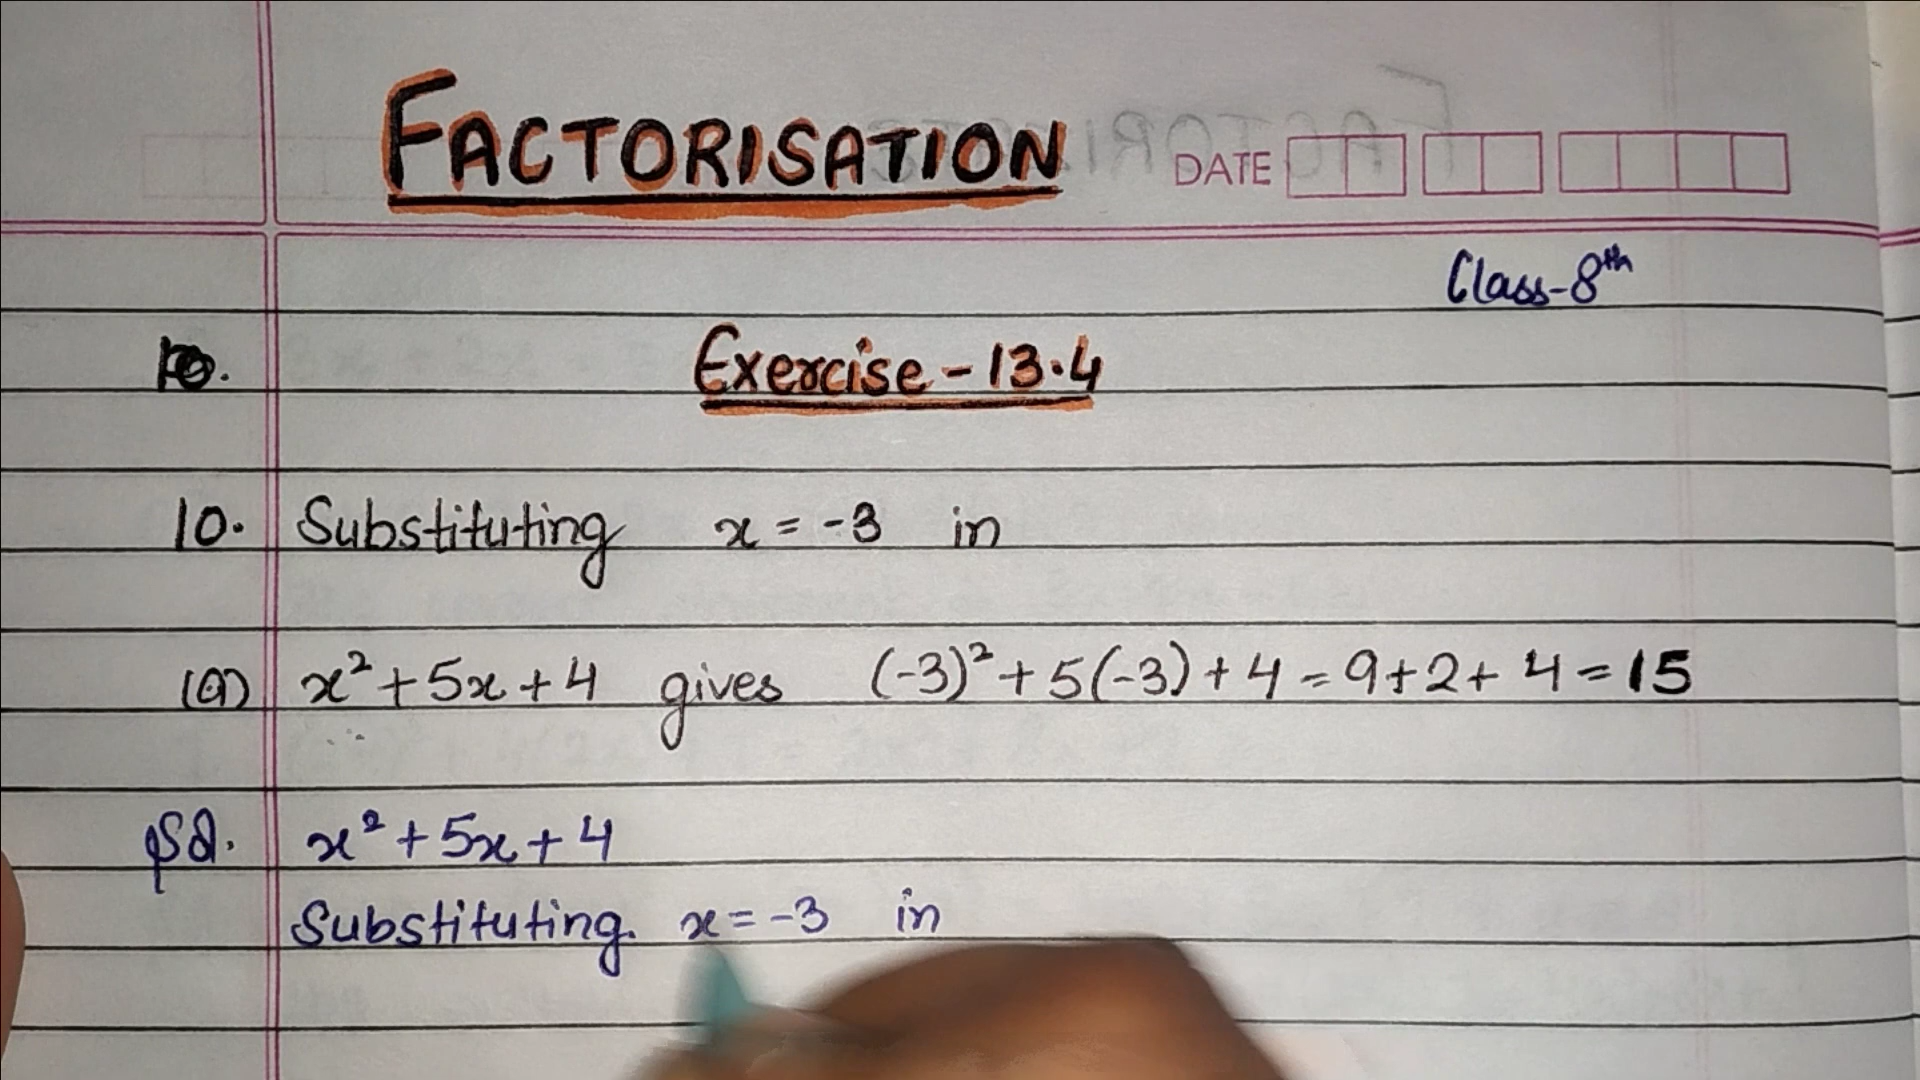 FACTORISATION
DATE
Class-8th
Exercise - 13.4
10. Substituting x = -3 in
(a) x² + 5x + 4 gives (-3)² + 5(-3) + 4 = 9 + 2 + 4 = 15
Sol. x² + 5x + 4
Substituting. x = -3 in